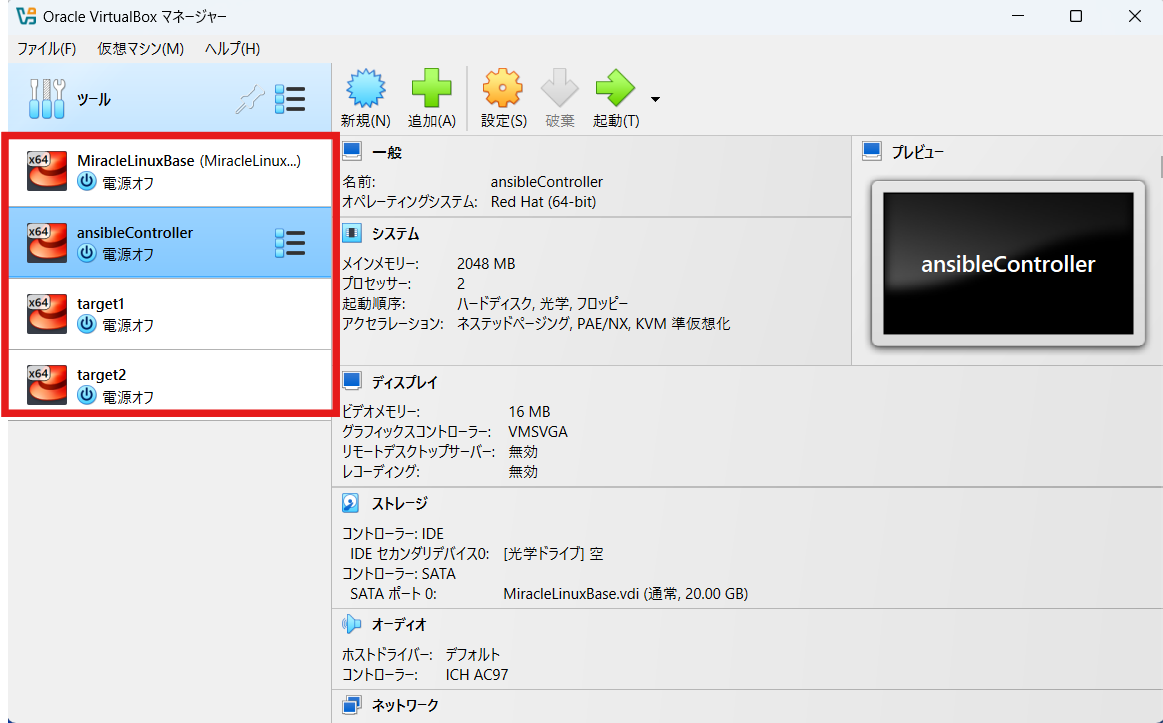 Oracle VirtualBox マネージャー
ファイル(F) 仮想マシン(M) ヘルプ(H)
ツール
新規(N) 追加(A) 設定(S) 破棄 起動(T)
x64
MiracleLinuxBase (MiracleLinux...)
電源オフ
x64
ansibleController
電源オフ
x64
target1
電源オフ
x64
target2
電源オフ
一般
名前: ansibleController
オペレーティングシステム: Red Hat (64-bit)
システム
メインメモリー: 2048 MB
プロセッサー: 2
起動順序: ハードディスク, 光学, フロッピー
アクセラレーション: ネステッドページング, PAE/NX, KVM 準仮想化
プレビュー
ansibleController
ディスプレイ
ビデオメモリー: 16 MB
グラフィックスコントローラー: VMSVGA
リモートデスクトップサーバー: 無効
レコーディング: 無効
ストレージ
コントローラー: IDE
IDE セカンダリデバイス0: [光学ドライブ] 空
コントローラー: SATA
SATA ポート 0: MiracleLinuxBase.vdi (通常, 20.00 GB)
オーディオ
ホストドライバー: デフォルト
コントローラー: ICH AC97
ネットワーク